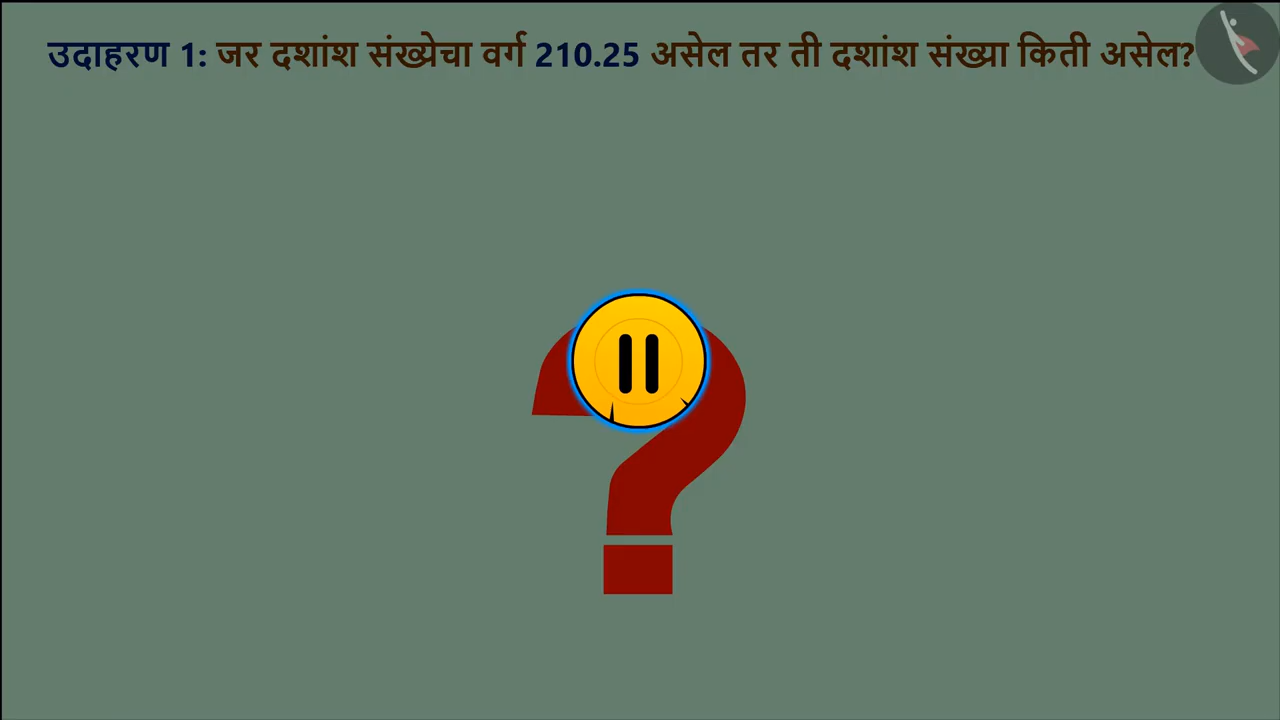 उदाहरण 1: जर दशांश संख्येचा वर्ग 210.25 असेल तर ती दशांश संख्या किती असेल?
?